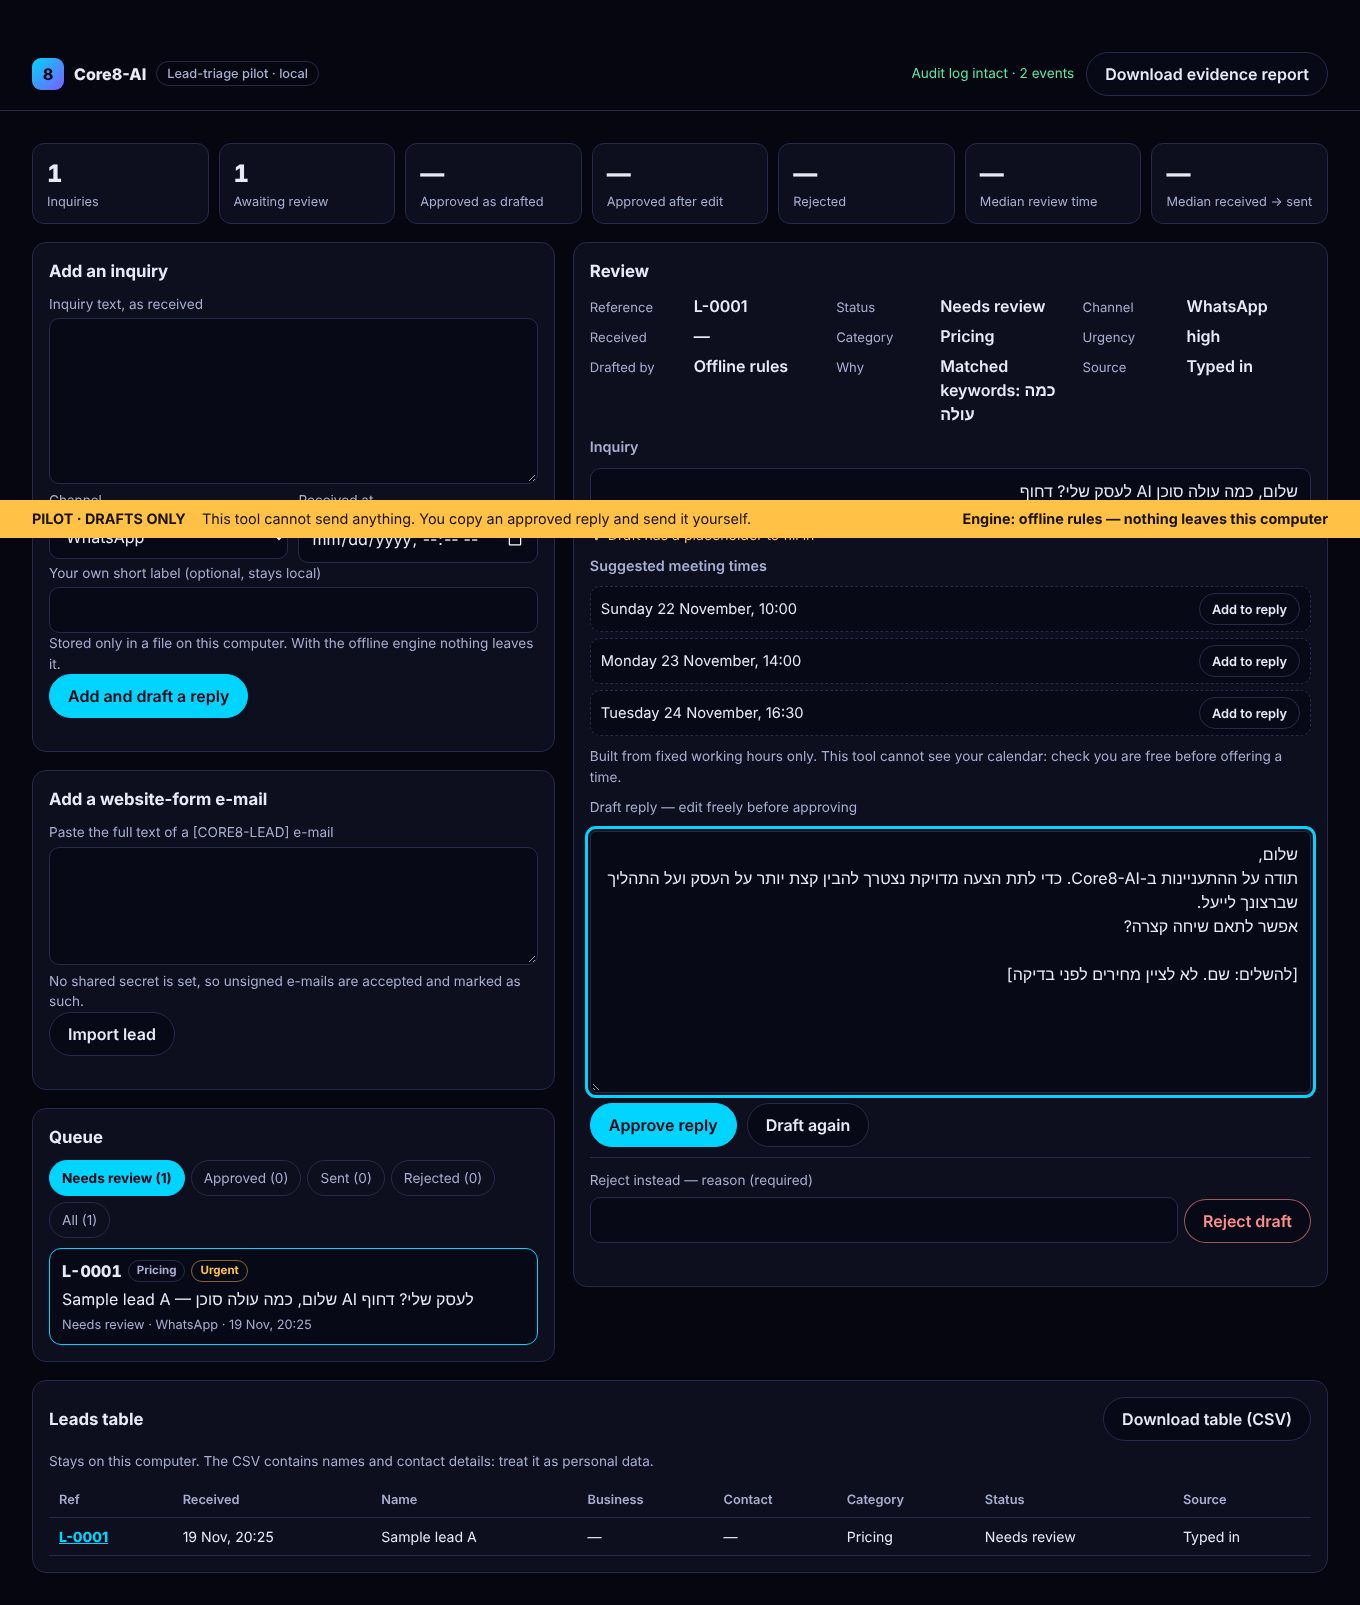 8 Core8-AI Lead-triage pilot · local
Audit log intact · 2 events Download evidence report
1
Inquiries
1
Awaiting review
—
Approved as drafted
—
Approved after edit
—
Rejected
—
Median review time
—
Median received → sent
Add an inquiry
Inquiry text, as received
Channel Received at
PILOT · DRAFTS ONLY This tool cannot send anything. You copy an approved reply and send it yourself. Engine: offline rules — nothing leaves this computer
WhatsApp mm/dd/yyyy, --:-- --
Your own short label (optional, stays local)
Stored only in a file on this computer. With the offline engine nothing leaves
it.
Add and draft a reply
Add a website-form e-mail
Paste the full text of a [CORE8-LEAD] e-mail
No shared secret is set, so unsigned e-mails are accepted and marked as
such.
Import lead
Queue
Needs review (1) Approved (0) Sent (0) Rejected (0)
All (1)
L-0001 Pricing Urgent
Sample lead A — שלום, כמה עולה סוכן AI לעסק שלי? דחוף
Needs review · WhatsApp · 19 Nov, 20:25
Review
Reference L-0001 Status Needs review Channel WhatsApp
Received — Category Pricing Urgency high
Drafted by Offline rules Why Matched Source Typed in
keywords: כמה
עולה
Inquiry
שלום, כמה עולה סוכן AI לעסק שלי? דחוף
Draft has a placeholder to fill in
Suggested meeting times
Sunday 22 November, 10:00 Add to reply
Monday 23 November, 14:00 Add to reply
Tuesday 24 November, 16:30 Add to reply
Built from fixed working hours only. This tool cannot see your calendar: check you are free before offering a
time.
Draft reply — edit freely before approving
שלום,
תודה על ההתעניינות ב-Core8-AI. כדי לתת הצעה מדויקת נצטרך להבין קצת יותר על העסק ועל התהליך
שברצונך לייעל.
אפשר לתאם שיחה קצרה?
[להשלים: שם. לא לציין מחירים לפני בדיקה]
Approve reply Draft again
Reject instead — reason (required)
Reject draft
Leads table Download table (CSV)
Stays on this computer. The CSV contains names and contact details: treat it as personal data.
Ref Received Name Business Contact Category Status Source
L-0001 19 Nov, 20:25 Sample lead A — — Pricing Needs review Typed in